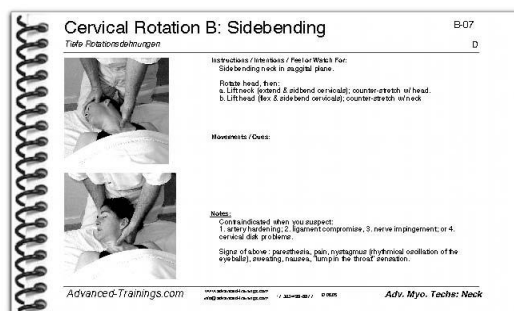 Cervical Rotation B: Sidebending
B-07
Tiefe Rotationsdehnungen
D
Instructions / Intentions / Feel or Watch For:
Sidebending neck in saggital plane.
Rotate head, then:
a. Lift neck (extend & sidbend cervicals); counter-stretch w/ head.
b. Lift head (flex & sidebend cervicals); counter-stretch w/ neck
Movements / Cues:
Notes:
Contraindicated when you suspect:
1. artery hardening; 2. ligament compromise, 3. nerve impingement; or 4.
cervical disk problems.
Signs of above: paresthesia, pain, nystagmus (rhythmical oscillation of the
eyeballs), sweating, nausea, "lump in the throat" sensation.
Advanced-Trainings.com
Adv. Myo. Techs: Neck